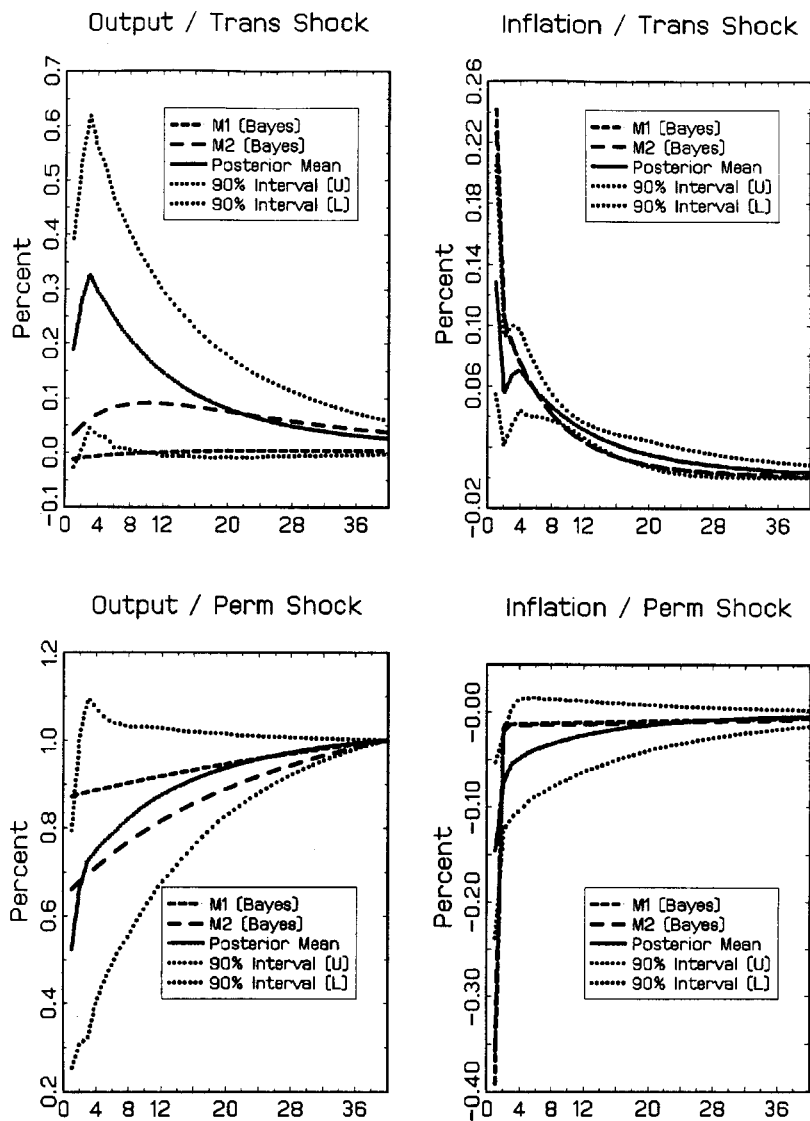 Output / Trans Shock
Percent
0.7
0.6
0.5
0.4
0.3
0.2
0.1
0.0
-0.1
M1 (Bayes)
M2 (Bayes)
Posterior Mean
90% Interval (U)
90% Interval (L)
0 4 8 12 20 28 36
Inflation / Trans Shock
Percent
0.26
0.22
0.18
0.14
0.10
0.06
0.02
-0.02
M1 (Bayes)
M2 (Bayes)
Posterior Mean
90% Interval (U)
90% Interval (L)
0 4 8 12 20 28 36
Output / Perm Shock
Percent
1.2
1.0
0.8
0.6
0.4
0.2
M1 (Bayes)
M2 (Bayes)
Posterior Mean
90% Interval (U)
90% Interval (L)
0 4 8 12 20 28 36
Inflation / Perm Shock
Percent
-0.00
-0.10
-0.20
-0.30
-0.40
M1 (Bayes)
M2 (Bayes)
Posterior Mean
90% Interval (U)
90% Interval (L)
0 4 8 12 20 28 36